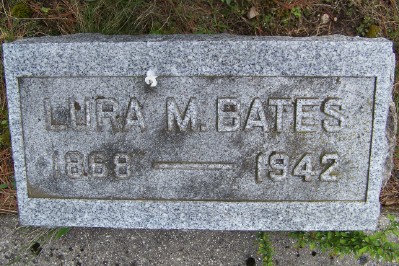 LURA M. BATES
1868 — 1942